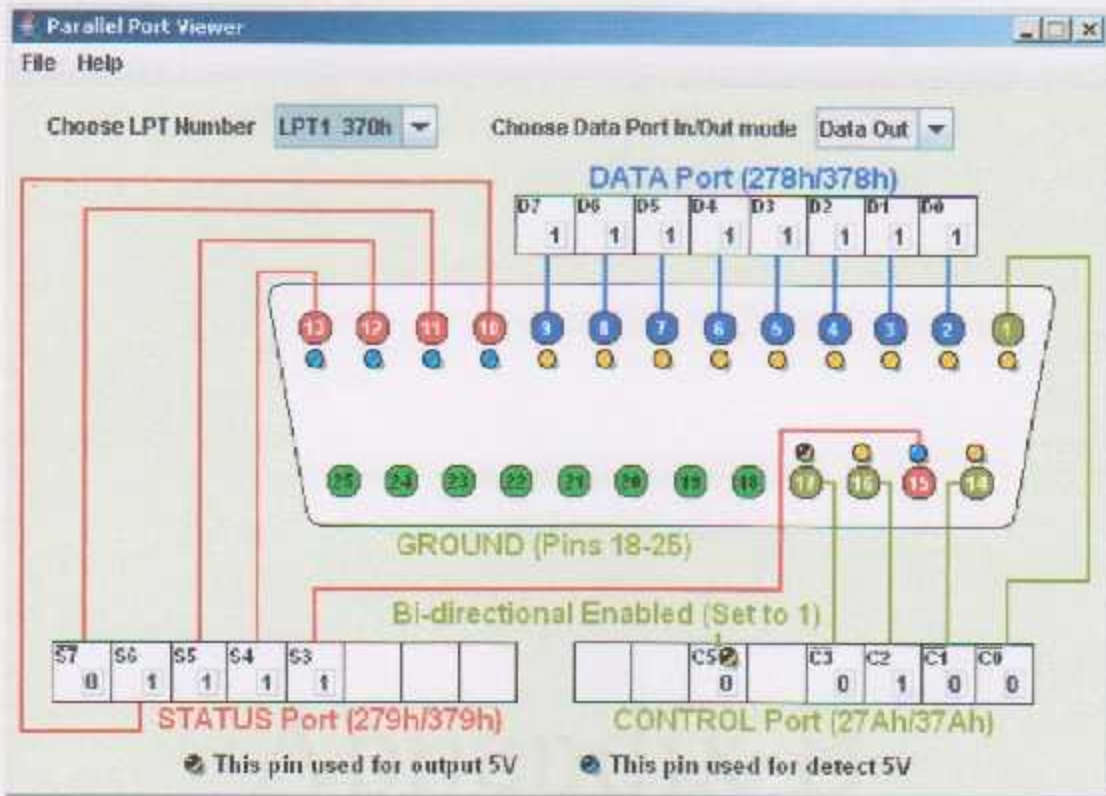 Parallel Port Viewer
File Help
Choose LPT Number LPT1 370h Choose Data Port In/Out mode Data Out
DATA Port (278h/378h)
D7 D6 D5 D4 D3 D2 D1 D0
1 1 1 1 1 1 1 1
13 12 11 10 9 8 7 6 5 4 3 2 1
25 24 23 22 21 20 19 18 17 16 15 14
GROUND (Pins 18-25)
Bi-directional Enabled (Set to 1)
S7 S6 S5 S4 S3 C5 C3 C2 C1 C0
0 1 1 1 1 0 0 1 0 0
STATUS Port (279h/379h) CONTROL Port (27Ah/37Ah)
This pin used for output 5V This pin used for detect 5V